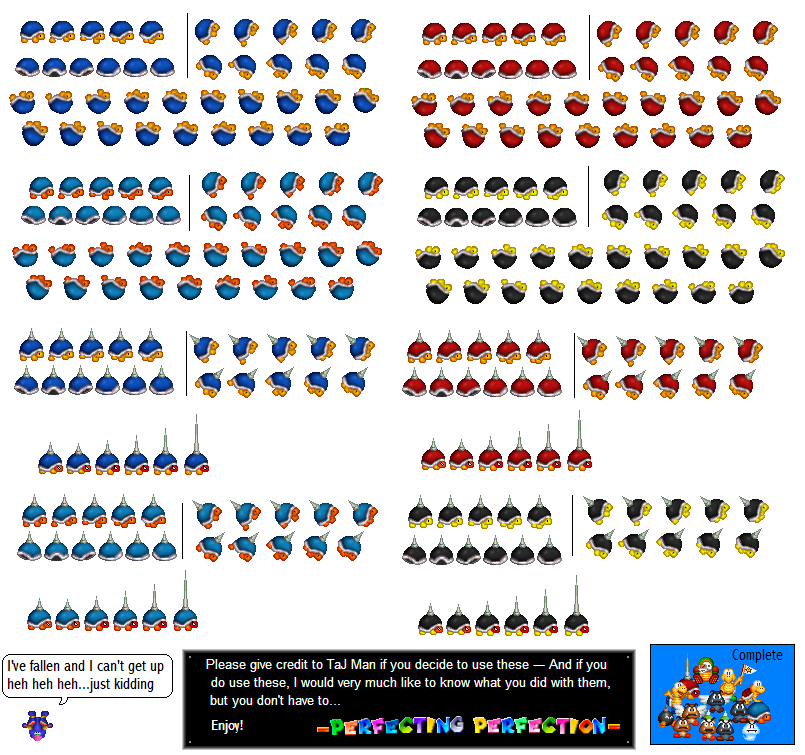 I've fallen and I can't get up
heh heh heh...just kidding
Please give credit to TaJ Man if you decide to use these — And if you
do use these, I would very much like to know what you did with them,
but you don't have to...
Enjoy!
-PERFECTING PERFECTION-
Complete